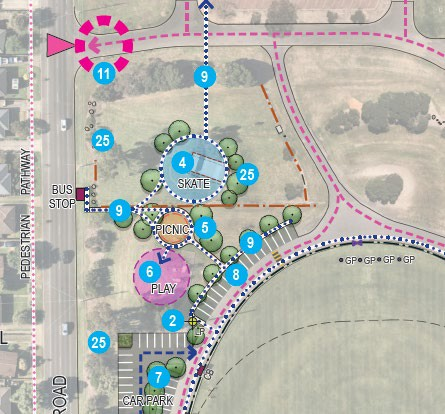 11
9
25
4
25
SKATE
PEDESTRIAN PATHWAY
BUS
STOP
9
PICNIC
5
9
6
8
PLAY
GP GP GP GP
2
LP
25
7
CAR PARK
ROAD
L